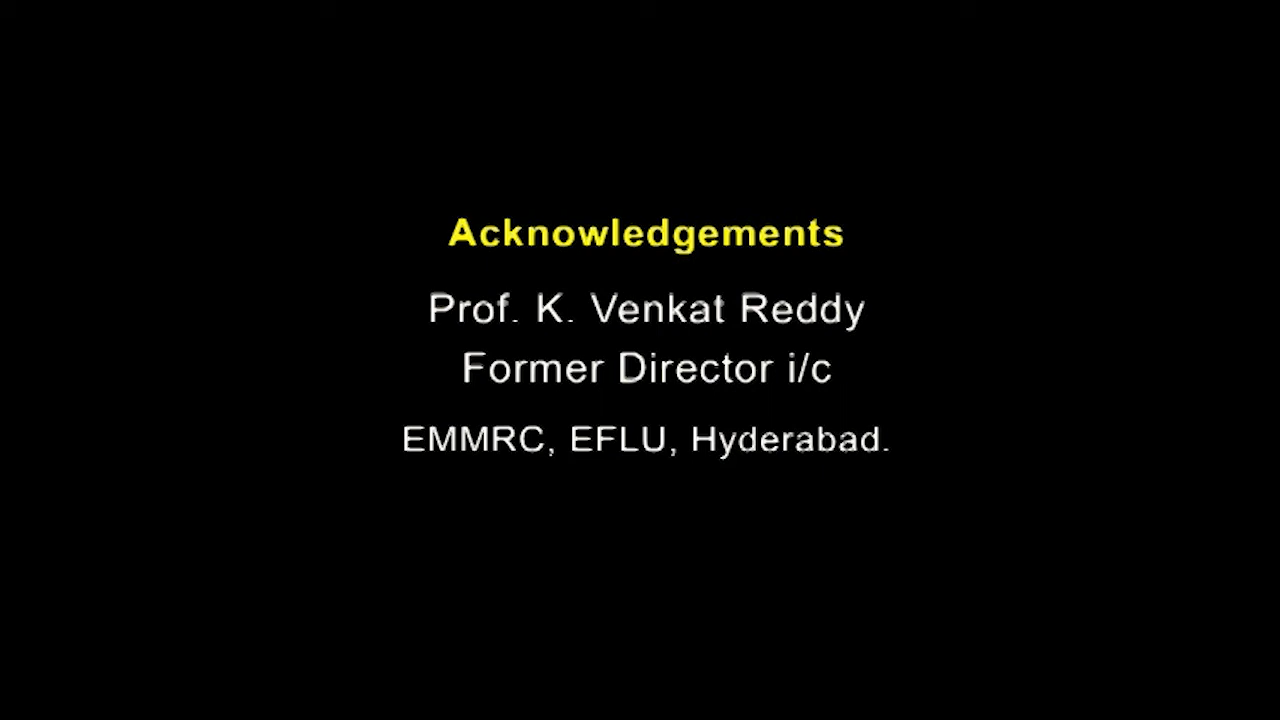 Acknowledgements
Prof. K. Venkat Reddy
Former Director i/c
EMMRC, EFLU, Hyderabad.